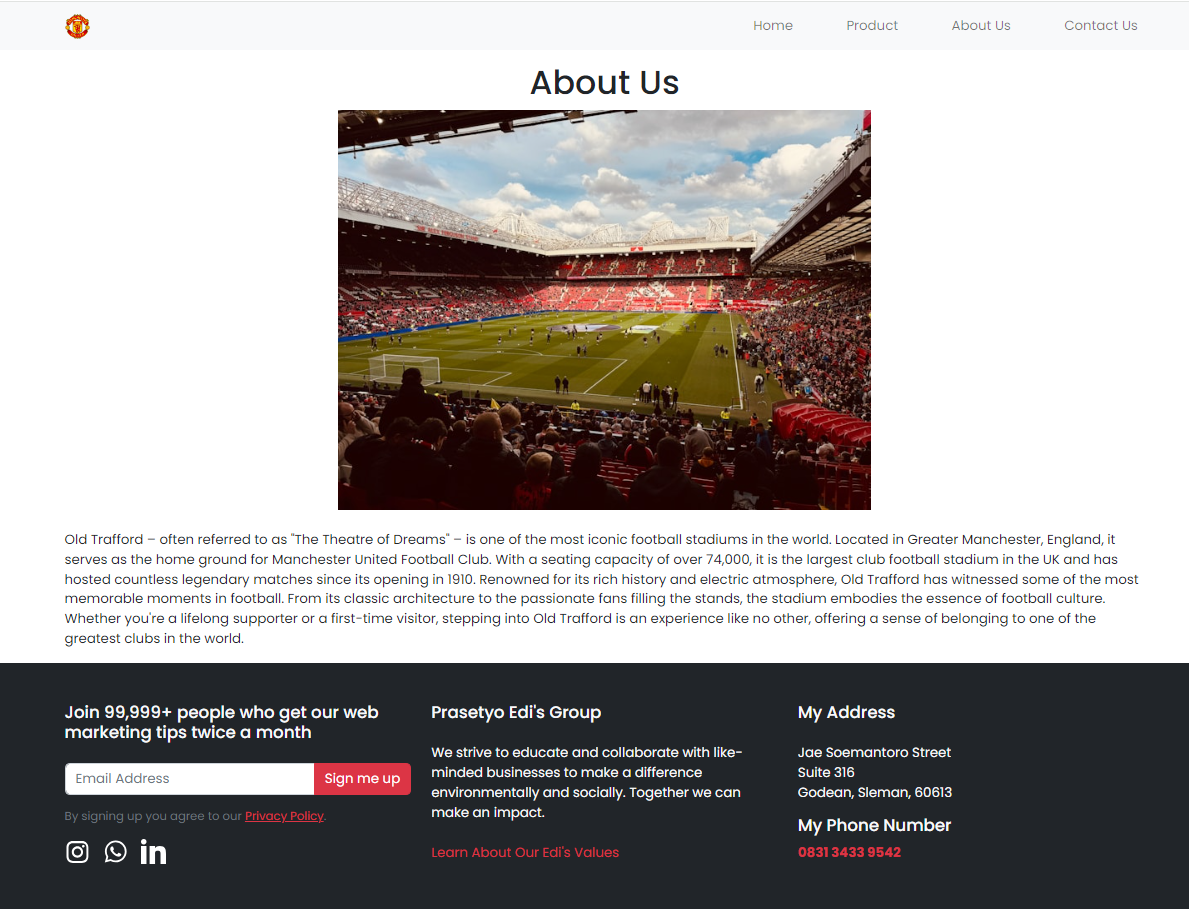 Home Product About Us Contact Us
About Us
Old Trafford – often referred to as "The Theatre of Dreams" – is one of the most iconic football stadiums in the world. Located in Greater Manchester, England, it
serves as the home ground for Manchester United Football Club. With a seating capacity of over 74,000, it is the largest club football stadium in the UK and has
hosted countless legendary matches since its opening in 1910. Renowned for its rich history and electric atmosphere, Old Trafford has witnessed some of the most
memorable moments in football. From its classic architecture to the passionate fans filling the stands, the stadium embodies the essence of football culture.
Whether you're a lifelong supporter or a first-time visitor, stepping into Old Trafford is an experience like no other, offering a sense of belonging to one of the
greatest clubs in the world.
Join 99,999+ people who get our web
marketing tips twice a month
Email Address
Sign me up
By signing up you agree to our Privacy Policy.
Prasetyo Edi's Group
We strive to educate and collaborate with like-
minded businesses to make a difference
environmentally and socially. Together we can
make an impact.
Learn About Our Edi's Values
My Address
Jae Soemantoro Street
Suite 316
Godean, Sleman, 60613
My Phone Number
0831 3433 9542